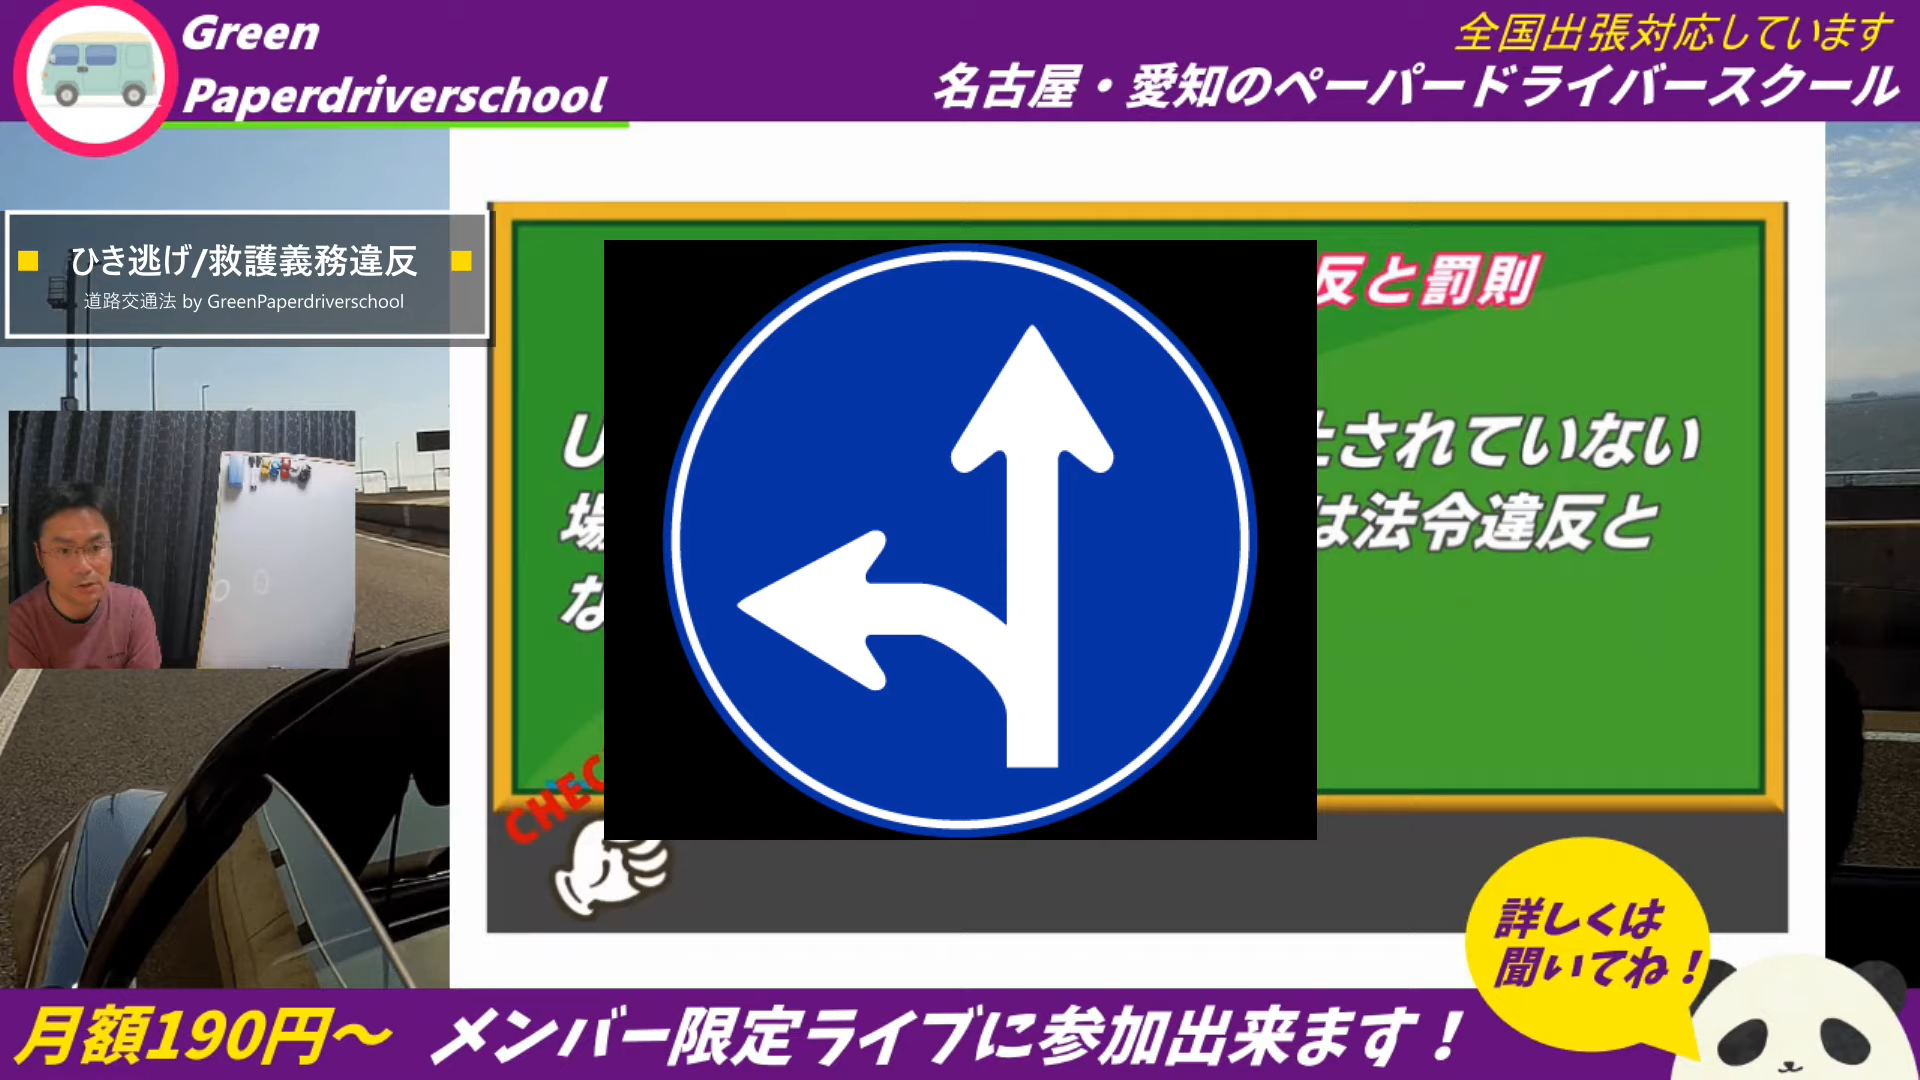 Green
Paperdriverschool
全国出張対応しています
名古屋・愛知のペーパードライバースクール
ひき逃げ/救護義務違反
道路交通法 by GreenPaperdriverschool
反と罰則
されていない
場
は法令違反と
な
CHEC
詳しくは
聞いてね！
月額190円〜 メンバー限定ライブに参加出来ます！